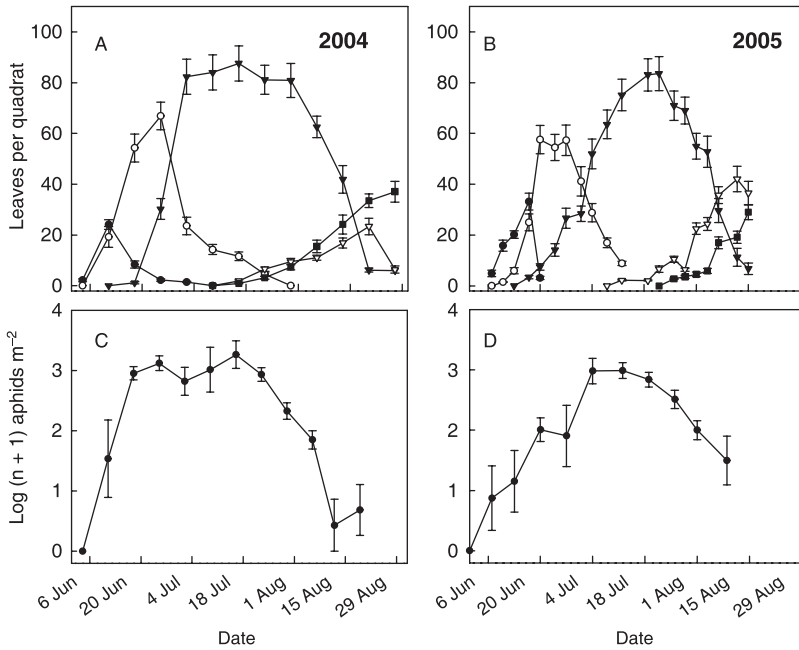 A
2004
B
2005
Leaves per quadrat
100
80
60
40
20
0
100
80
60
40
20
0
C
D
Log (n + 1) aphids m⁻²
4
3
2
1
0
4
3
2
1
0
6 Jun
20 Jun
4 Jul
18 Jul
1 Aug
15 Aug
29 Aug
6 Jun
20 Jun
4 Jul
18 Jul
1 Aug
15 Aug
29 Aug
Date
Date